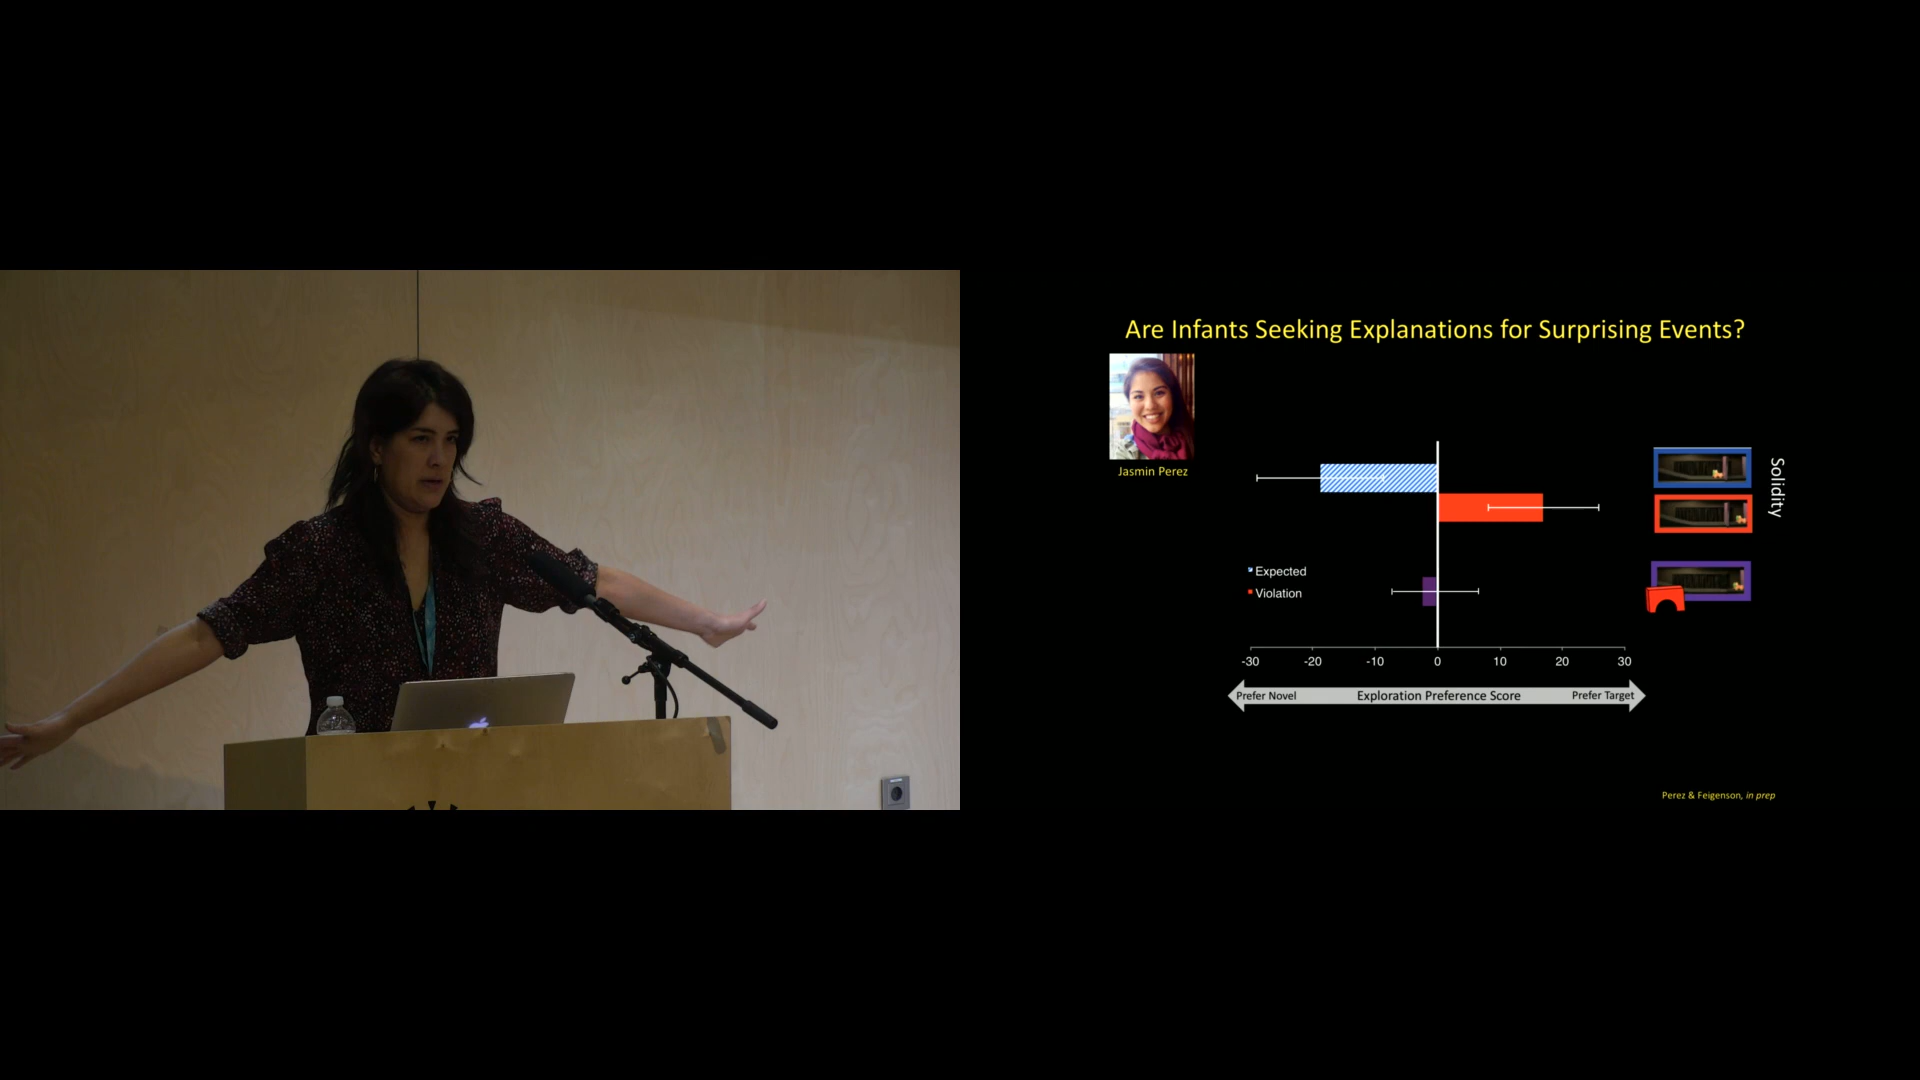 Are Infants Seeking Explanations for Surprising Events?
Jasmin Perez
Solidity
Expected
Violation
-30 -20 -10 0 10 20 30
Prefer Novel Exploration Preference Score Prefer Target
Perez & Feigenson, in prep